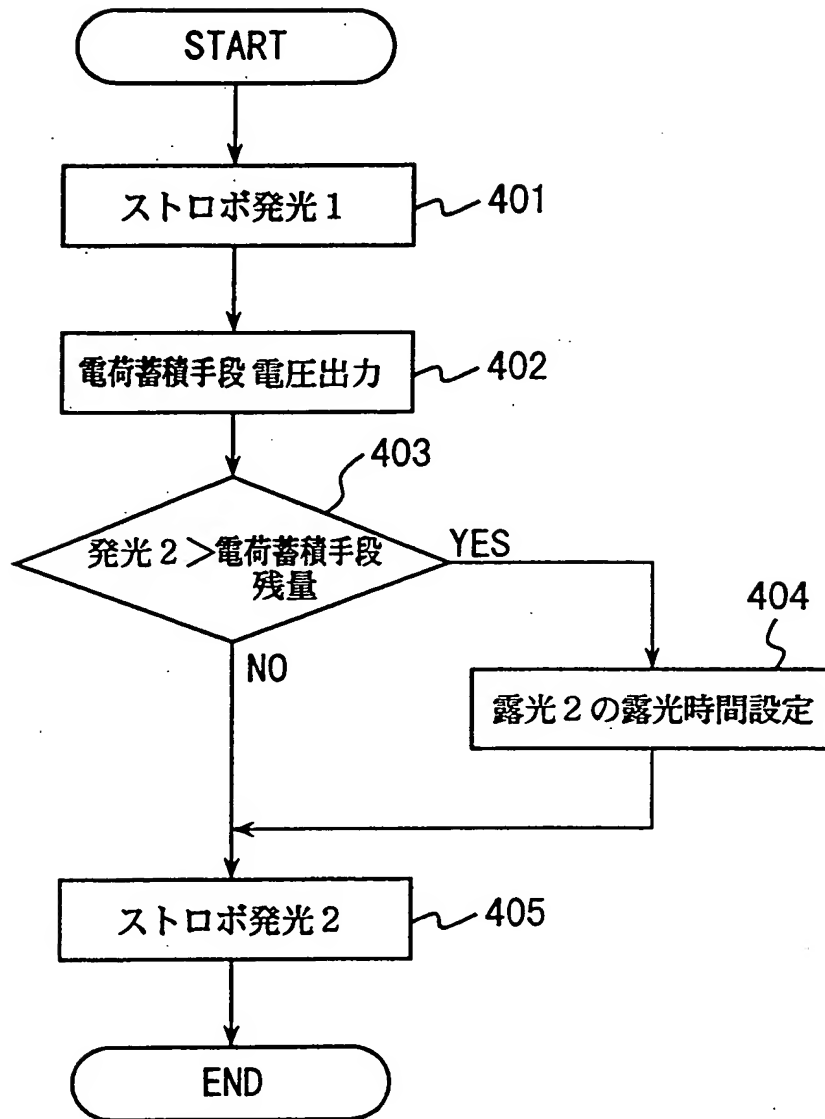 START
ストロボ発光1
401
電荷蓄積手段電圧出力
402
403
発光2＞電荷蓄積手段
残量
YES
404
NO
露光2の露光時間設定
ストロボ発光2
405
END